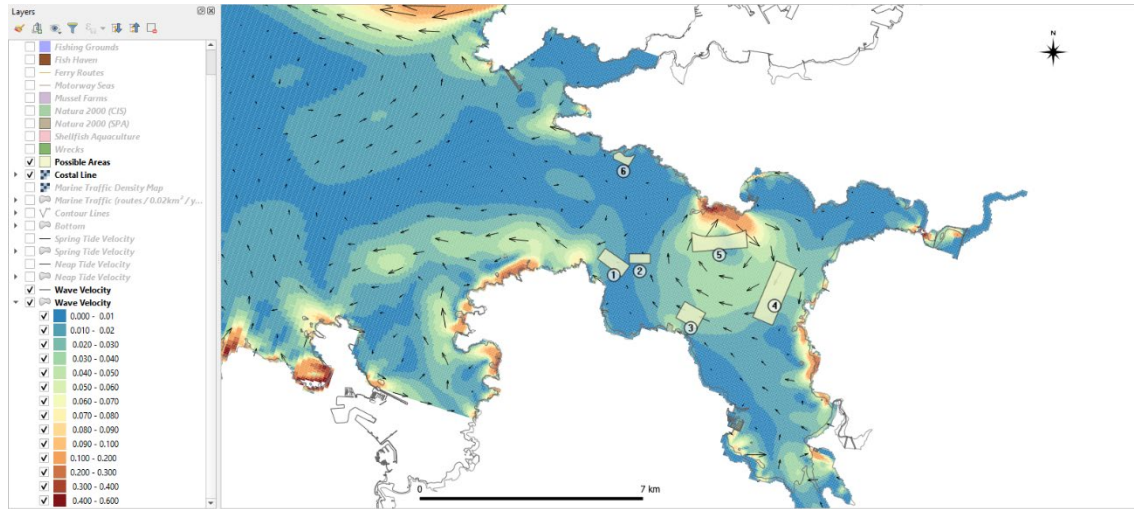 Layers
Fishing Grounds
Fish Haven
Ferry Routes
Motorway Seas
Mussel Farms
Natura 2000 (CIS)
Natura 2000 (SPA)
Shellfish Aquaculture
Wrecks
Possible Areas
Costal Line
Marine Traffic Density Map
Marine Traffic (routes / 0.02km² / y...
Contour Lines
Bottom
Spring Tide Velocity
Spring Tide Velocity
Neap Tide Velocity
Neap Tide Velocity
Wave Velocity
Wave Velocity
0.000 - 0.01
0.010 - 0.02
0.020 - 0.030
0.030 - 0.040
0.040 - 0.050
0.050 - 0.060
0.060 - 0.070
0.070 - 0.080
0.080 - 0.090
0.090 - 0.100
0.100 - 0.200
0.200 - 0.300
0.300 - 0.400
0.400 - 0.600
N
6
5
1
2
4
3
0
7 km